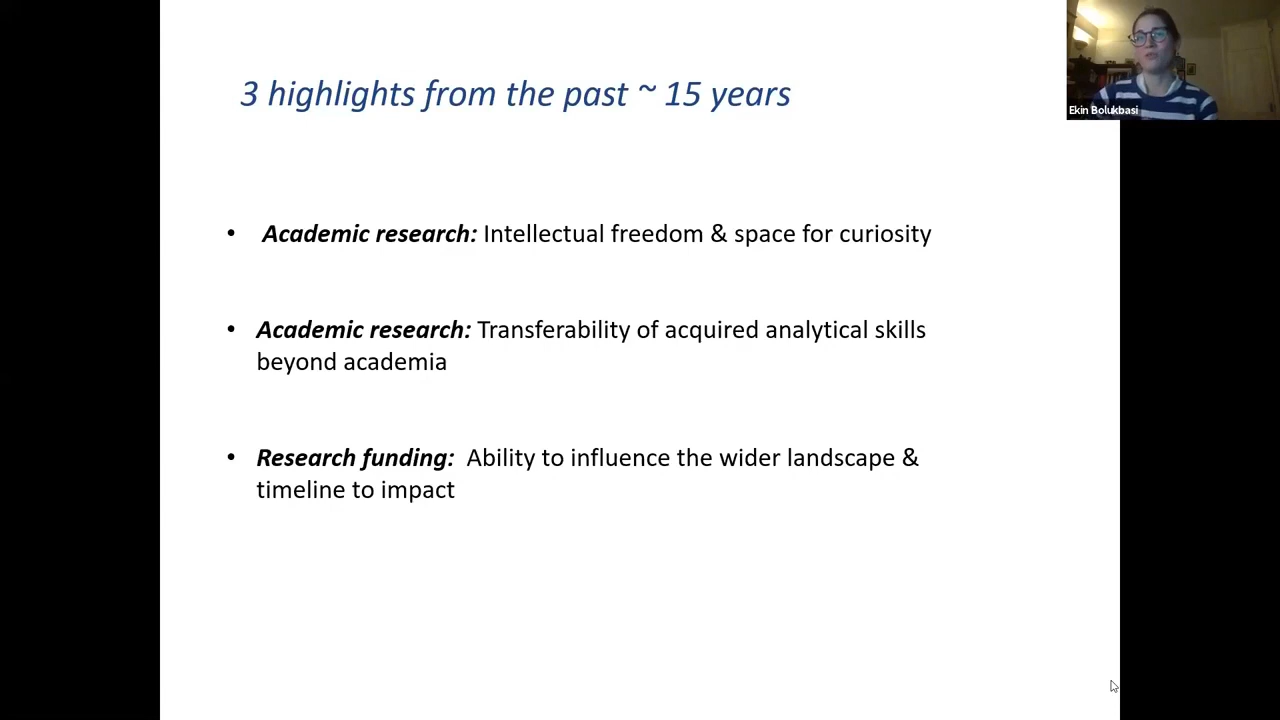 3 highlights from the past ~ 15 years
Ekin Bolukbasi
• Academic research: Intellectual freedom & space for curiosity
• Academic research: Transferability of acquired analytical skills
beyond academia
• Research funding: Ability to influence the wider landscape &
timeline to impact